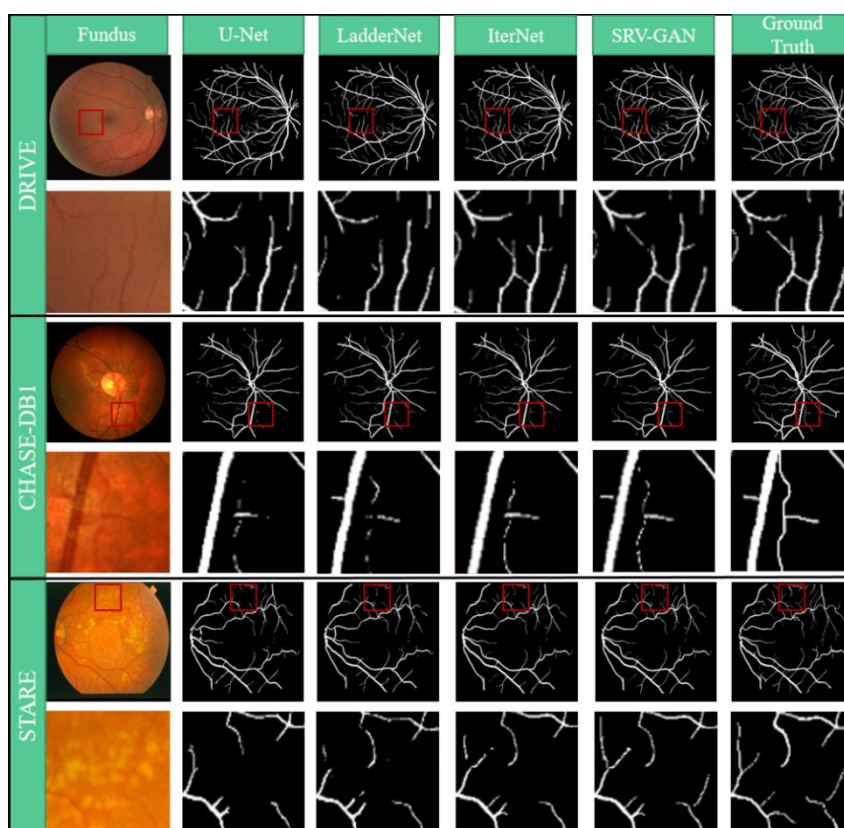 Fundus
U-Net
LadderNet
IterNet
SRV-GAN
Ground
Truth
DRIVE
CHASE-DB1
STARE